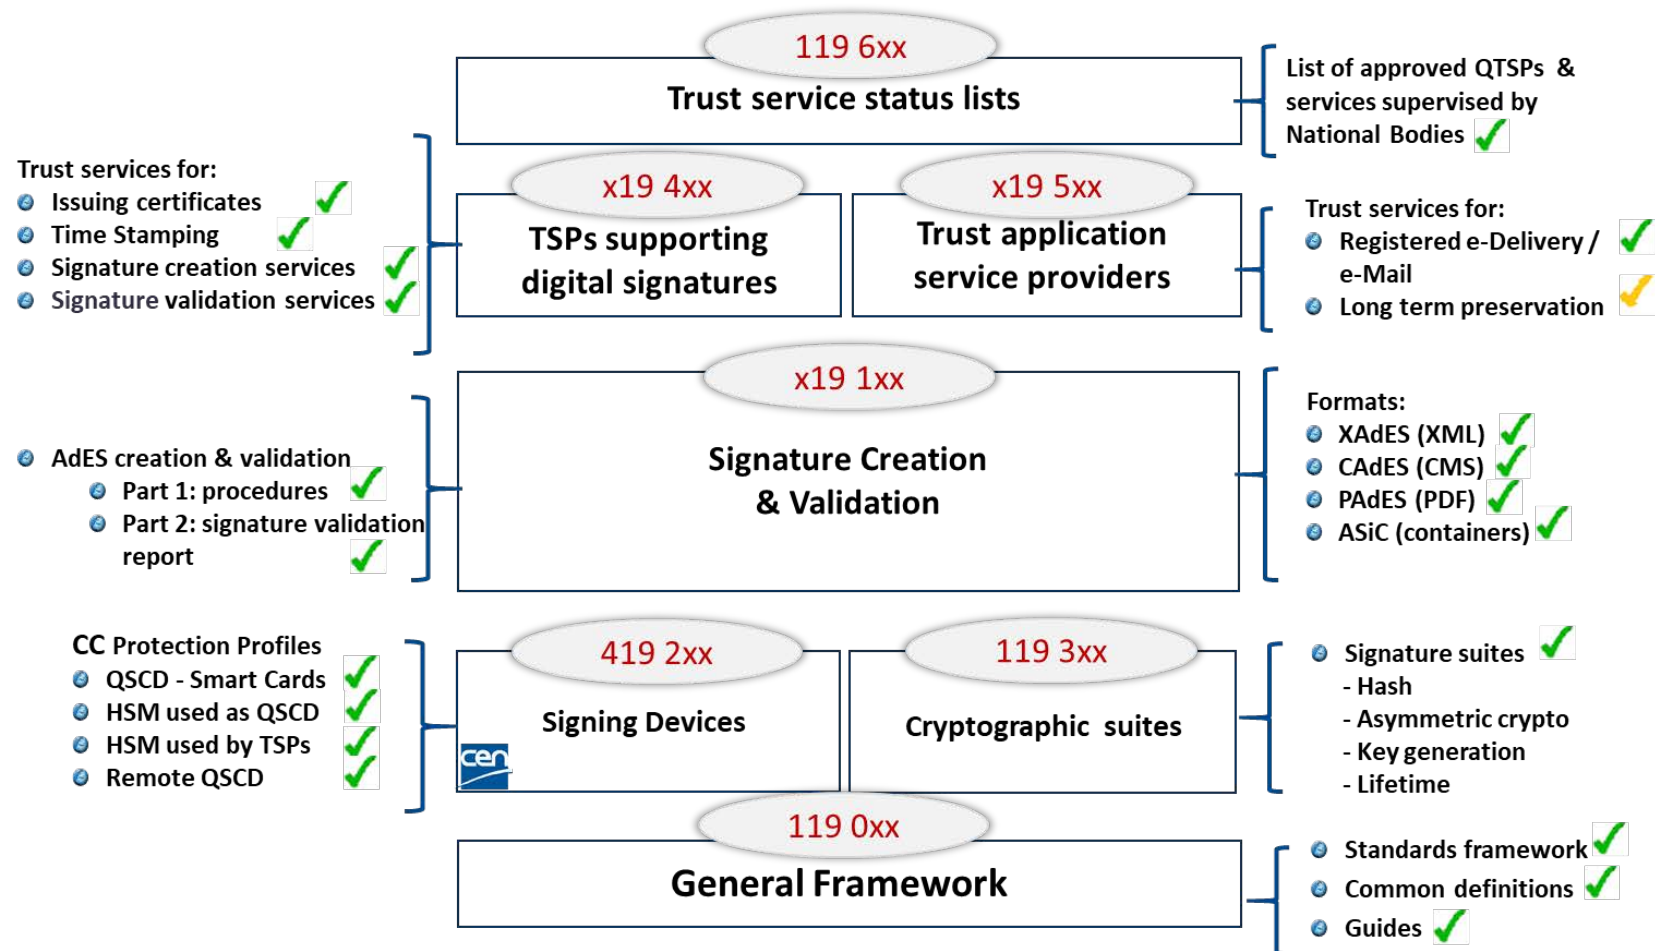 119 6xx
Trust service status lists
List of approved QTSPs &
services supervised by
National Bodies
Trust services for:
Issuing certificates
Time Stamping
Signature creation services
Signature validation services
x19 4xx
TSPs supporting
digital signatures
x19 5xx
Trust application
service providers
Trust services for:
Registered e-Delivery /
e-Mail
Long term preservation
x19 1xx
Signature Creation
& Validation
AdES creation & validation
Part 1: procedures
Part 2: signature validation
report
Formats:
XAdES (XML)
CAdES (CMS)
PAdES (PDF)
ASiC (containers)
CC Protection Profiles
QSCD - Smart Cards
HSM used as QSCD
HSM used by TSPs
Remote QSCD
419 2xx
Signing Devices
cen
119 3xx
Cryptographic suites
Signature suites
- Hash
- Asymmetric crypto
- Key generation
- Lifetime
119 0xx
General Framework
Standards framework
Common definitions
Guides